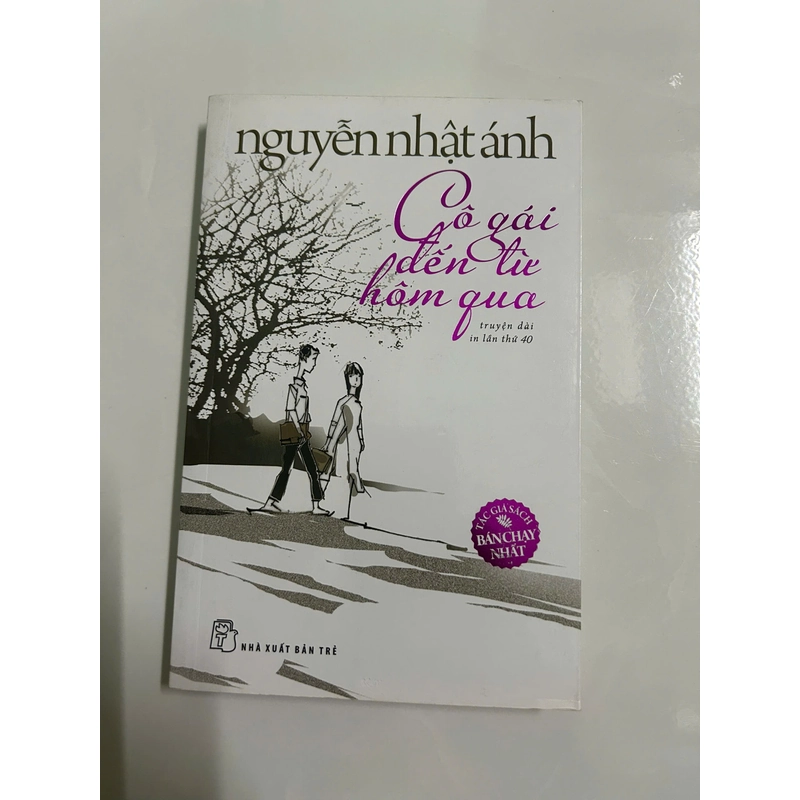 nguyễn nhật ánh
Cô gái
đến từ
hôm qua
truyện dài
in lần thứ 40
TÁC GIẢ SÁCH
BÁN CHẠY
NHẤT
T
NHÀ XUẤT BẢN TRẺ